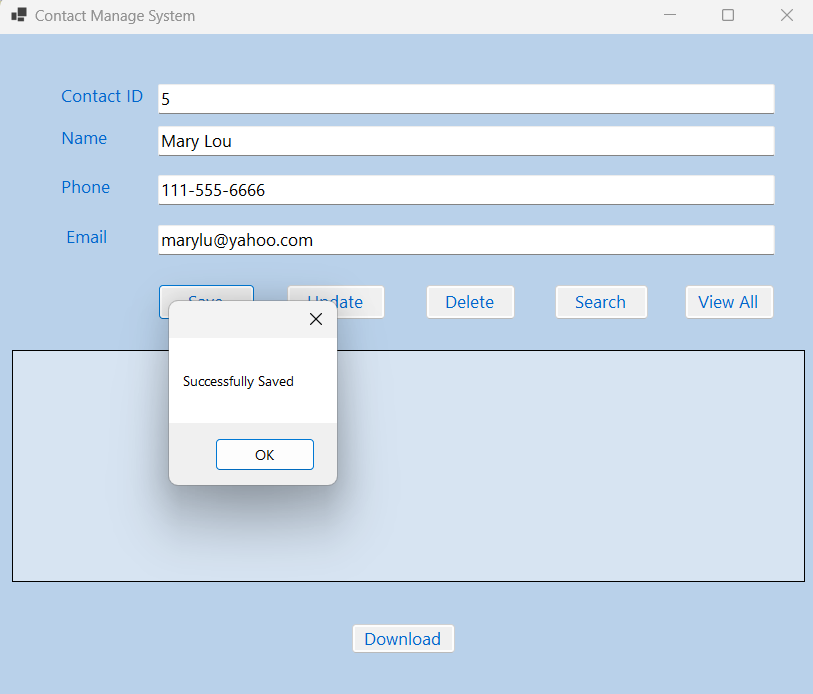 Contact Manage System
Contact ID 5
Name Mary Lou
Phone 111-555-6666
Email marylu@yahoo.com
Save Update Delete Search View All
Successfully Saved
OK
Download